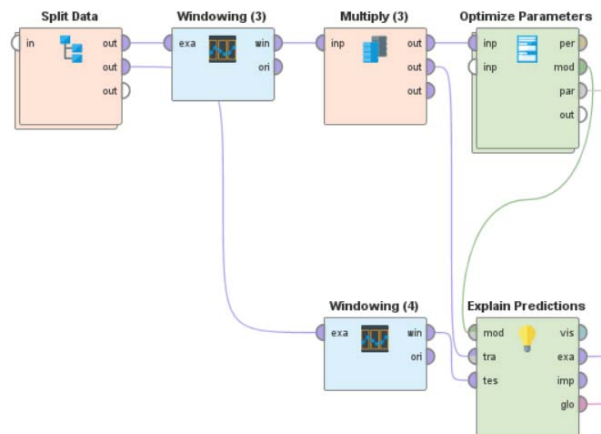 Split Data
in
out
out
out
Windowing (3)
exa
win
ori
Multiply (3)
inp
out
out
out
Optimize Parameters
inp
inp
per
mod
par
out
Windowing (4)
exa
win
ori
Explain Predictions
mod
tra
tes
vis
exa
imp
glo